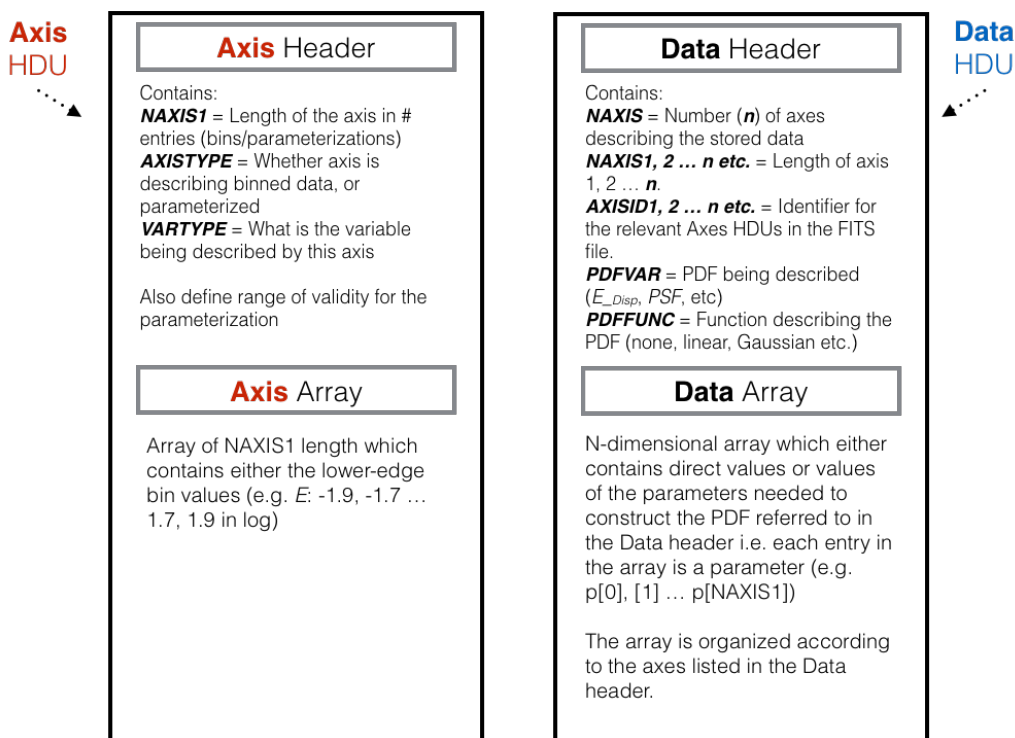 Axis
HDU
Axis Header
Contains:
NAXIS1 = Length of the axis in #
entries (bins/parameterizations)
AXISTYPE = Whether axis is
describing binned data, or
parameterized
VARTYPE = What is the variable
being described by this axis
Also define range of validity for the
parameterization
Axis Array
Array of NAXIS1 length which
contains either the lower-edge
bin values (e.g. E: -1.9, -1.7 …
1.7, 1.9 in log)
Data
HDU
Data Header
Contains:
NAXIS = Number (n) of axes
describing the stored data
NAXIS1, 2 … n etc. = Length of axis
1, 2 … n.
AXISID1, 2 … n etc. = Identifier for
the relevant Axes HDUs in the FITS
file.
PDFVAR = PDF being described
(E_Disp, PSF, etc)
PDFFUNC = Function describing the
PDF (none, linear, Gaussian etc.)
Data Array
N-dimensional array which either
contains direct values or values
of the parameters needed to
construct the PDF referred to in
the Data header i.e. each entry in
the array is a parameter (e.g.
p[0], [1] … p[NAXIS1])
The array is organized according
to the axes listed in the Data
header.